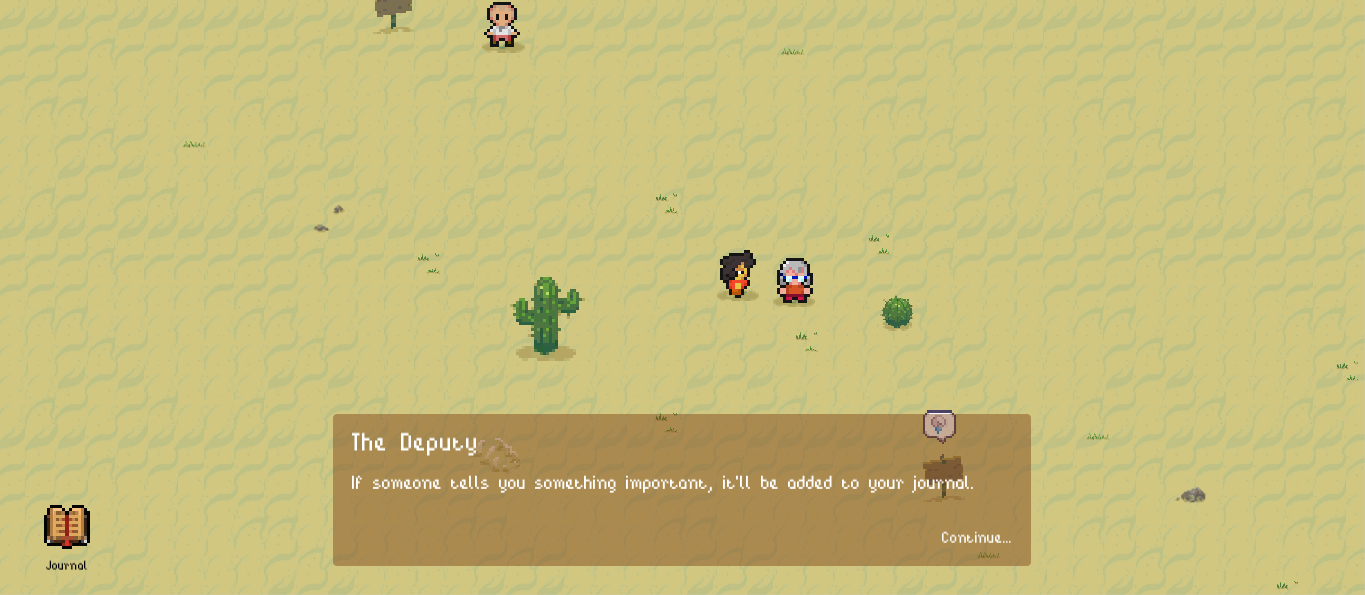 The Deputy
If someone tells you something important, it'll be added to your journal.
Continue...
Journal